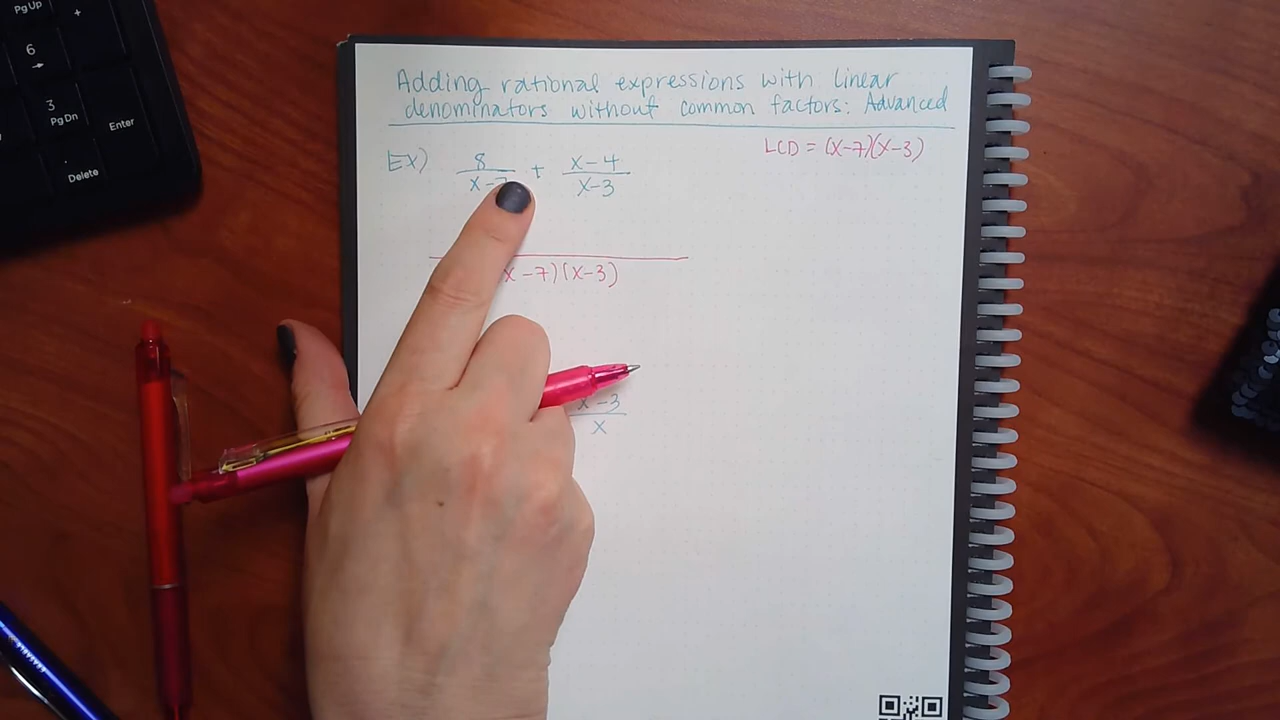 PgUp
+
6
3
PgDn
Enter
Delete
Adding rational expressions with linear
denominators without common factors: Advanced
LCD = (x-7)(x-3)
Ex) 8/x-7 + x-4/x-3
x-7)(x-3)
x-3/x